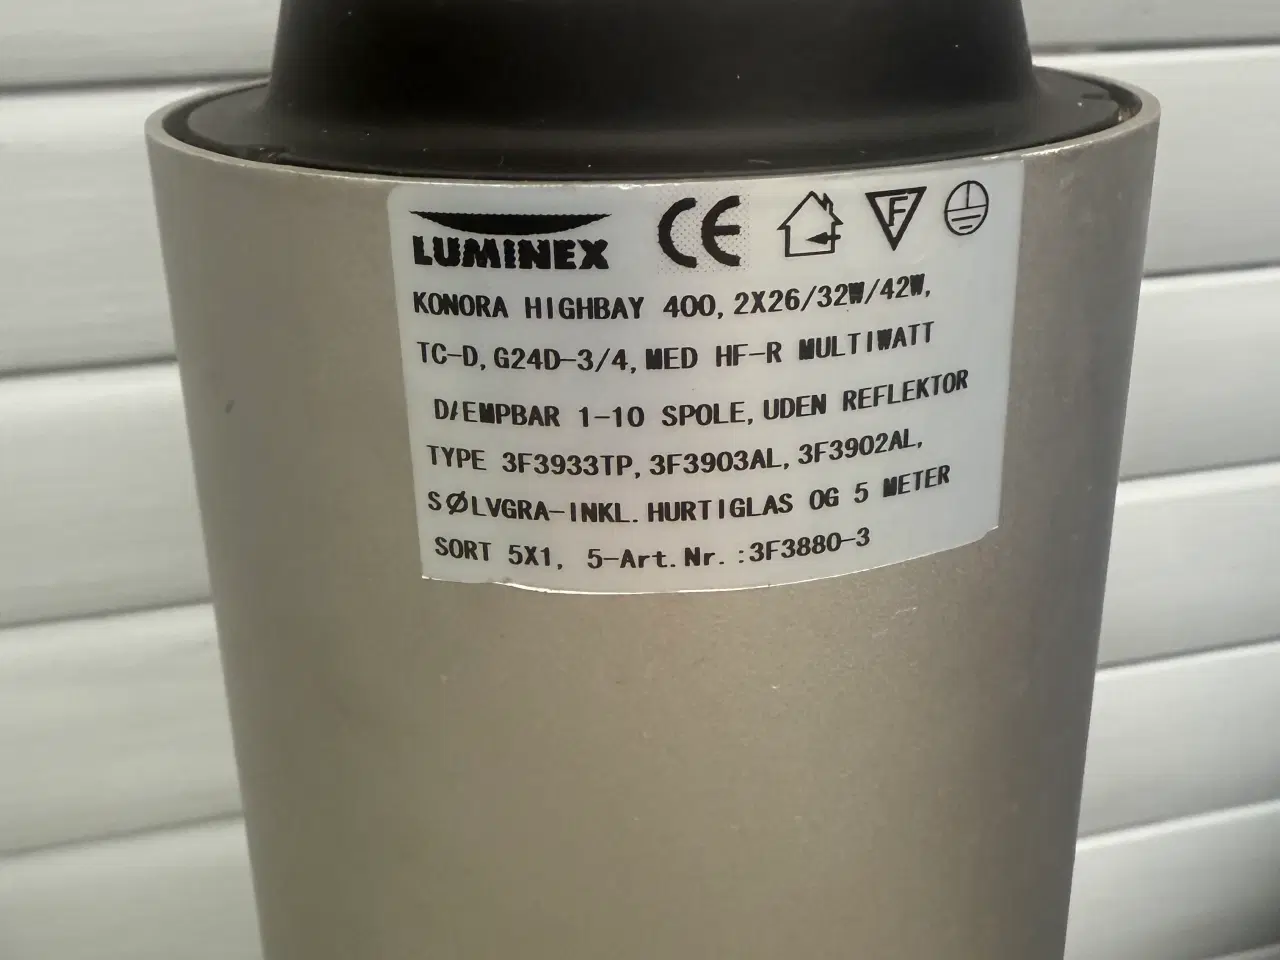 LUMINEX CE F
KONORA HIGHBAY 400, 2X26/32W/42W,
TC-D, G24D-3/4, MED HF-R MULTIWATT
D/EMPBAR 1-10 SPOLE, UDEN REFLEKTOR
TYPE 3F3933TP, 3F3903AL, 3F3902AL,
SØLVGRA-INKL. HURTIGLAS OG 5 METER
SORT 5X1, 5-Art. Nr. :3F3880-3